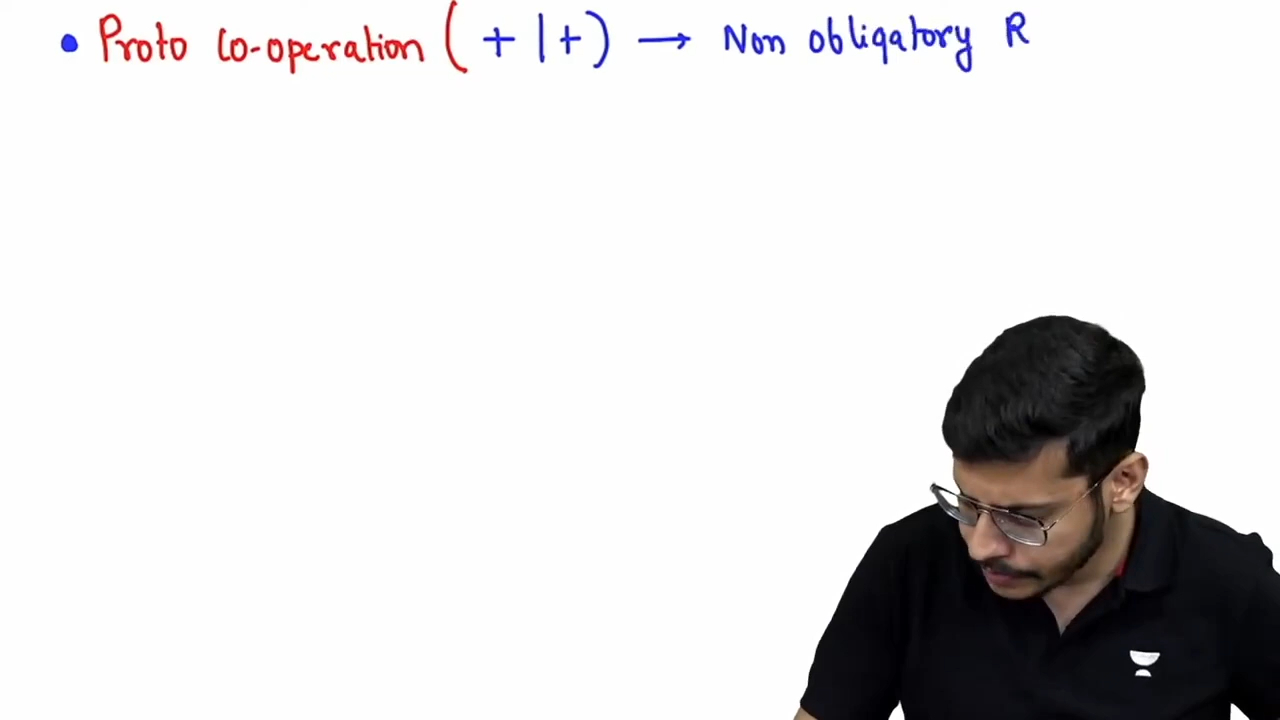 • Proto Co-operation ( + | + ) → Non obligatory R